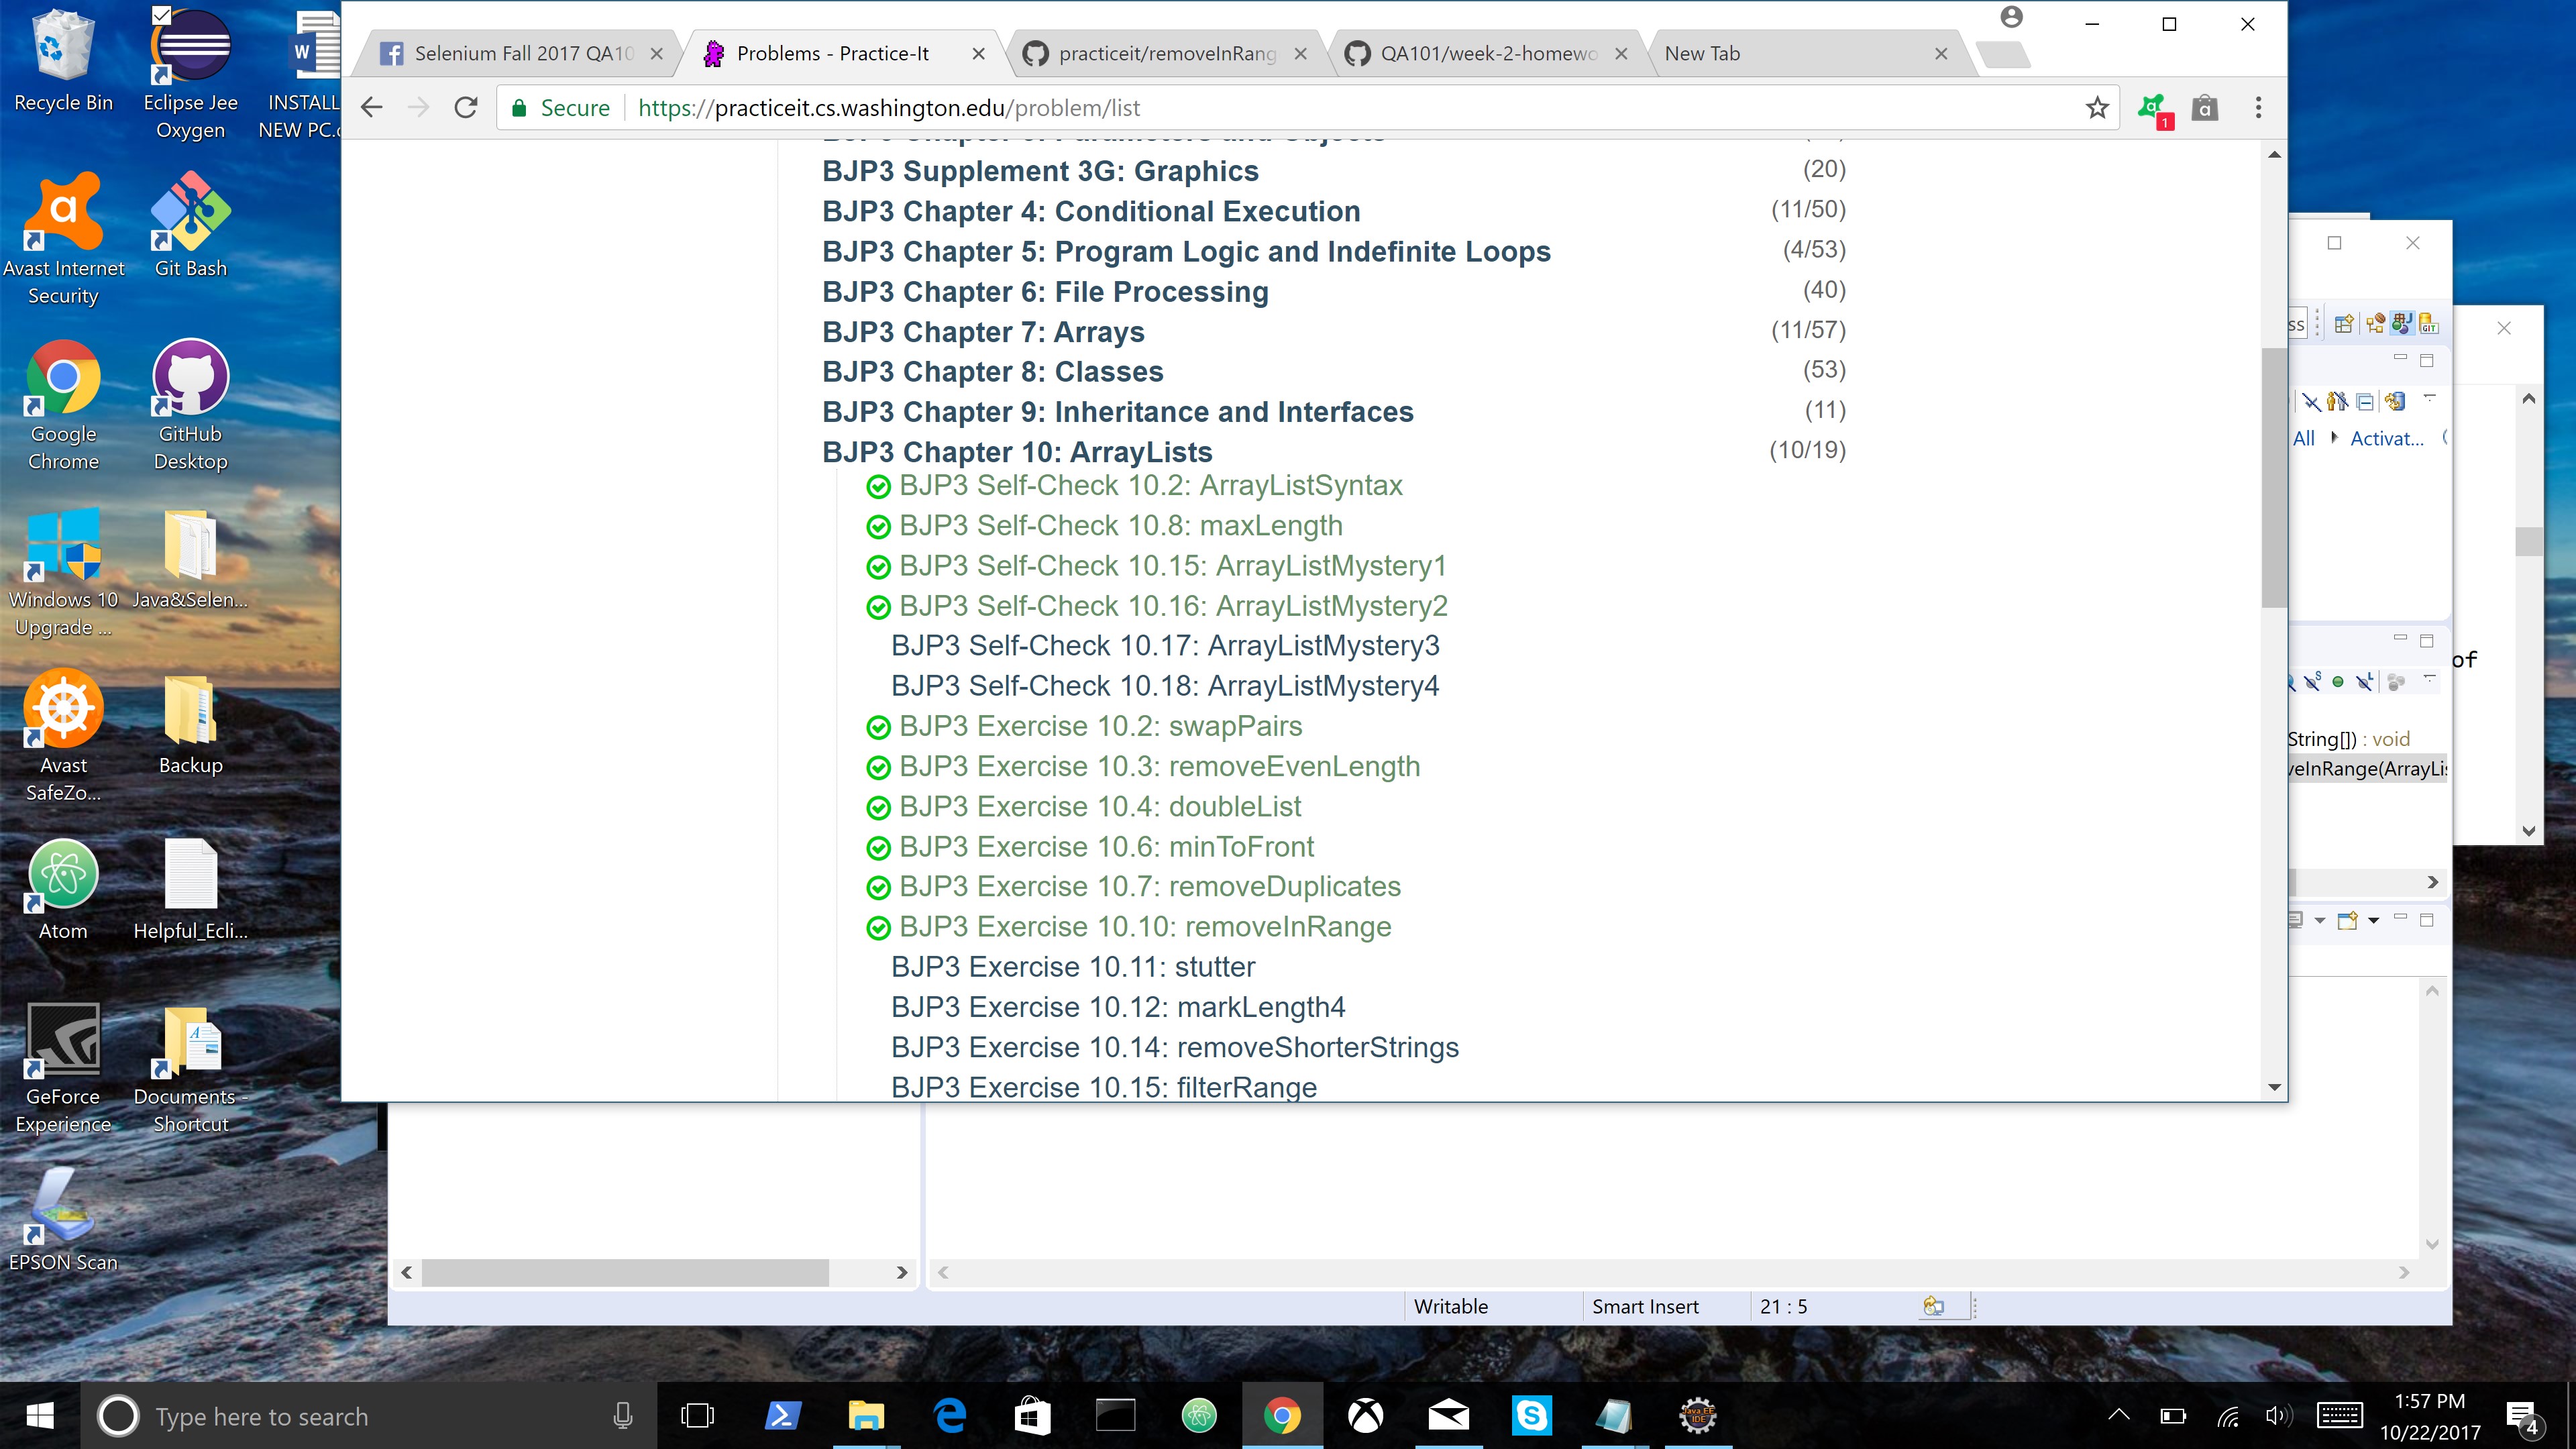 Recycle Bin
Eclipse Jee
Oxygen
INSTALL
NEW PC.
Avast Internet
Security
Git Bash
Google
Chrome
GitHub
Desktop
Windows 10
Upgrade ...
Java&Selen...
Avast
SafeZo...
Backup
Atom
Helpful_Ecli...
GeForce
Experience
Documents -
Shortcut
EPSON Scan
Selenium Fall 2017 QA10
Problems - Practice-It
practiceit/removeInRang
QA101/week-2-homewo
New Tab
Secure https://practiceit.cs.washington.edu/problem/list
1
BJP3 Supplement 3G: Graphics (20)
BJP3 Chapter 4: Conditional Execution (11/50)
BJP3 Chapter 5: Program Logic and Indefinite Loops (4/53)
BJP3 Chapter 6: File Processing (40)
BJP3 Chapter 7: Arrays (11/57)
BJP3 Chapter 8: Classes (53)
BJP3 Chapter 9: Inheritance and Interfaces (11)
BJP3 Chapter 10: ArrayLists (10/19)
BJP3 Self-Check 10.2: ArrayListSyntax
BJP3 Self-Check 10.8: maxLength
BJP3 Self-Check 10.15: ArrayListMystery1
BJP3 Self-Check 10.16: ArrayListMystery2
BJP3 Self-Check 10.17: ArrayListMystery3
BJP3 Self-Check 10.18: ArrayListMystery4
BJP3 Exercise 10.2: swapPairs
BJP3 Exercise 10.3: removeEvenLength
BJP3 Exercise 10.4: doubleList
BJP3 Exercise 10.6: minToFront
BJP3 Exercise 10.7: removeDuplicates
BJP3 Exercise 10.10: removeInRange
BJP3 Exercise 10.11: stutter
BJP3 Exercise 10.12: markLength4
BJP3 Exercise 10.14: removeShorterStrings
BJP3 Exercise 10.15: filterRange
ss
GIT
All Activat...
of
String[]) : void
veInRange(ArrayLis
Writable
Smart Insert
21 : 5
Type here to search
Java EE
IDE
1:57 PM
10/22/2017
4